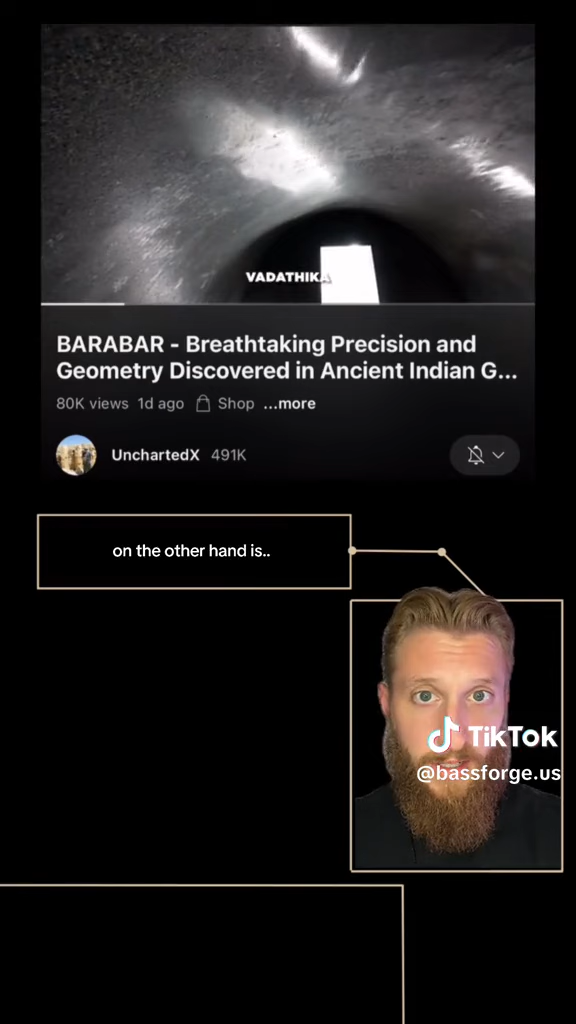 VADATHIKA
BARABAR - Breathtaking Precision and
Geometry Discovered in Ancient Indian G...
80K views 1d ago Shop ...more
UnchartedX 491K
on the other hand is..
TikTok
@bassforge.us